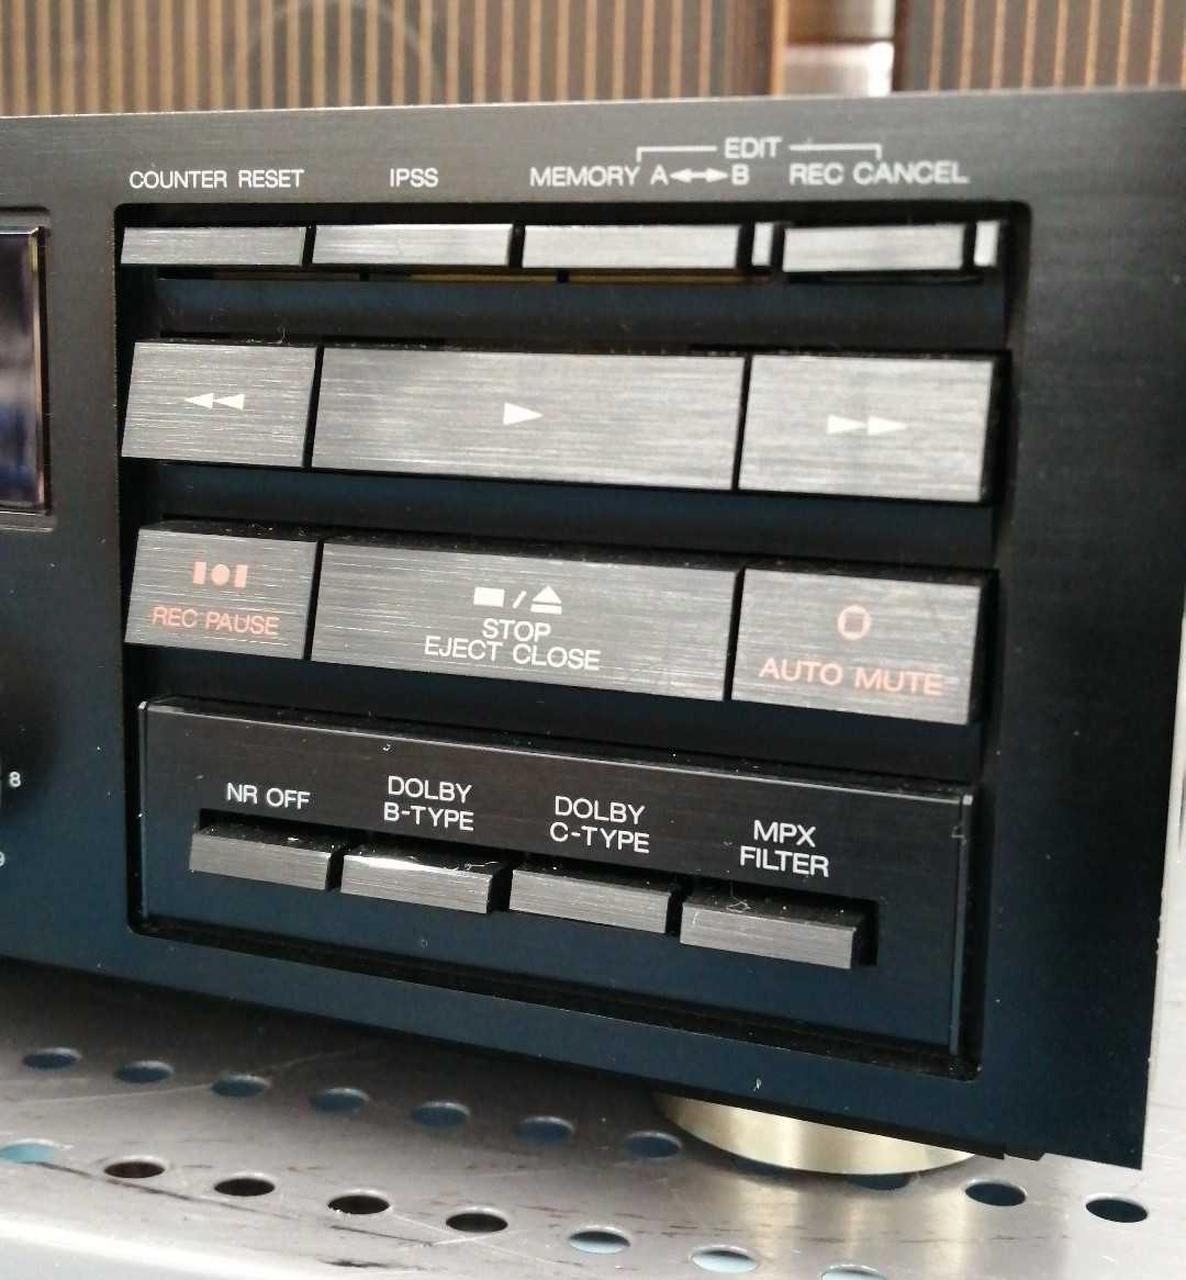 EDIT
COUNTER RESET IPSS MEMORY A↔B REC CANCEL
REC PAUSE
STOP
EJECT CLOSE
AUTO MUTE
NR OFF
DOLBY
B-TYPE
DOLBY
C-TYPE
MPX
FILTER
8
9